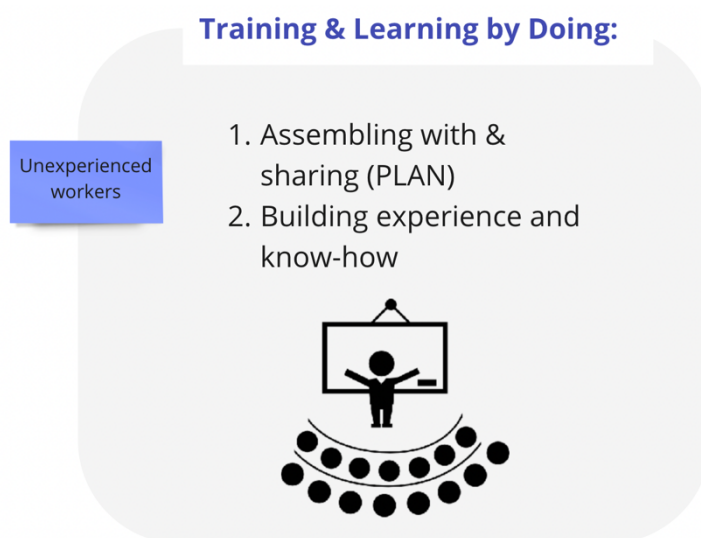 Training & Learning by Doing:
Unexperienced
workers
1. Assembling with &
sharing (PLAN)
2. Building experience and
know-how